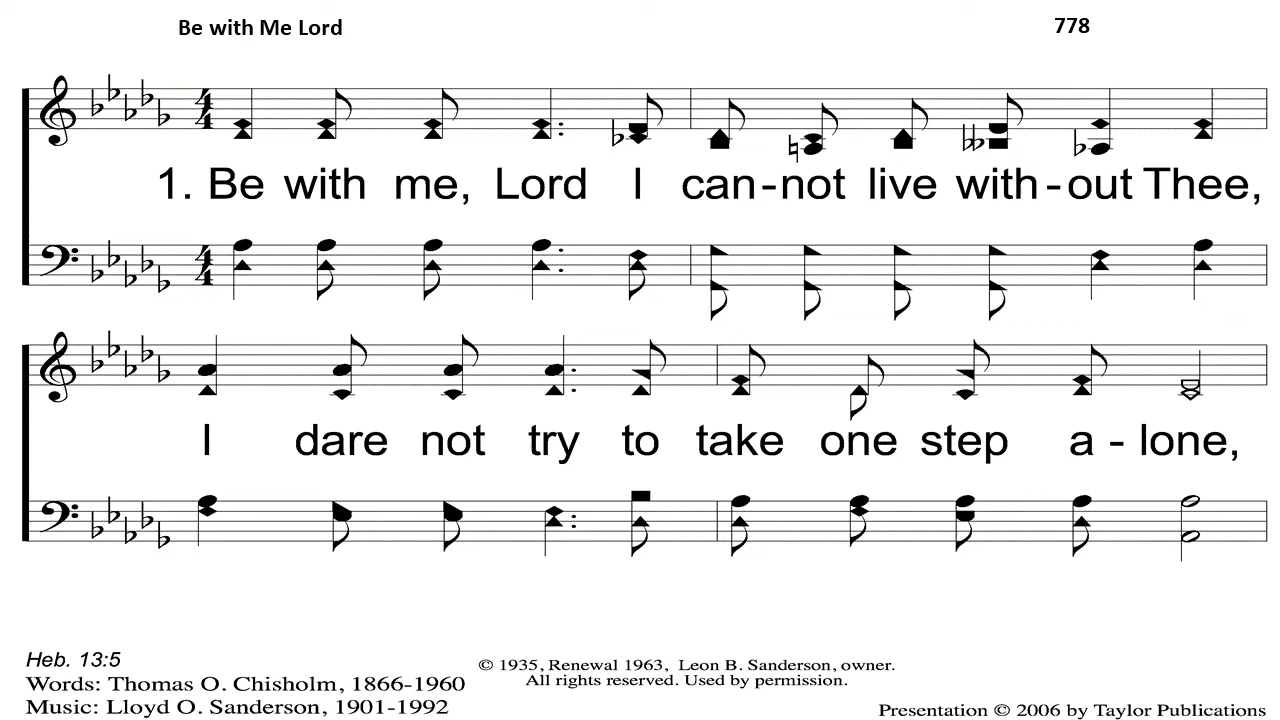 Be with Me Lord 778
1. Be with me, Lord I can-not live with-out Thee,
I dare not try to take one step a-lone,
Heb. 13:5
Words: Thomas O. Chisholm, 1866-1960
Music: Lloyd O. Sanderson, 1901-1992
© 1935, Renewal 1963, Leon B. Sanderson, owner.
All rights reserved. Used by permission.
Presentation © 2006 by Taylor Publications